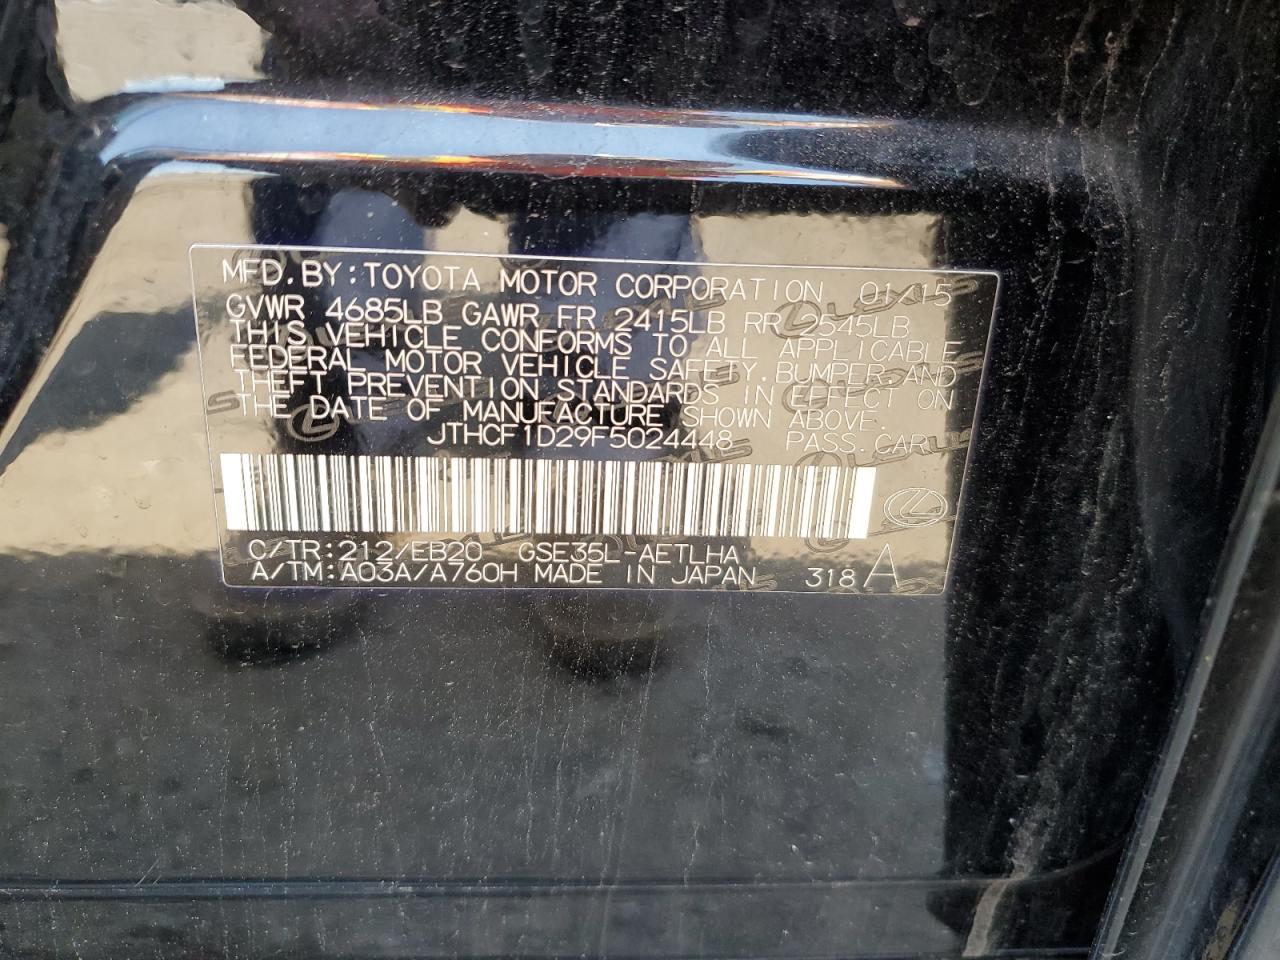 MFD.BY:TOYOTA MOTOR CORPORATION 01/15
GVWR 4685LB GAWR FR 2415LB RR 2545LB
THIS VEHICLE CONFORMS TO ALL APPLICABLE
FEDERAL MOTOR VEHICLE SAFETY,BUMPER,AND
THEFT PREVENTION STANDARDS IN EFFECT ON
THE DATE OF MANUFACTURE SHOWN ABOVE.
JTHCF1D29F5024448 PASS.CAR
C/TR:212/EB20 GSE35L-AETLHA
A/TM:A03A/A760H MADE IN JAPAN 318 A